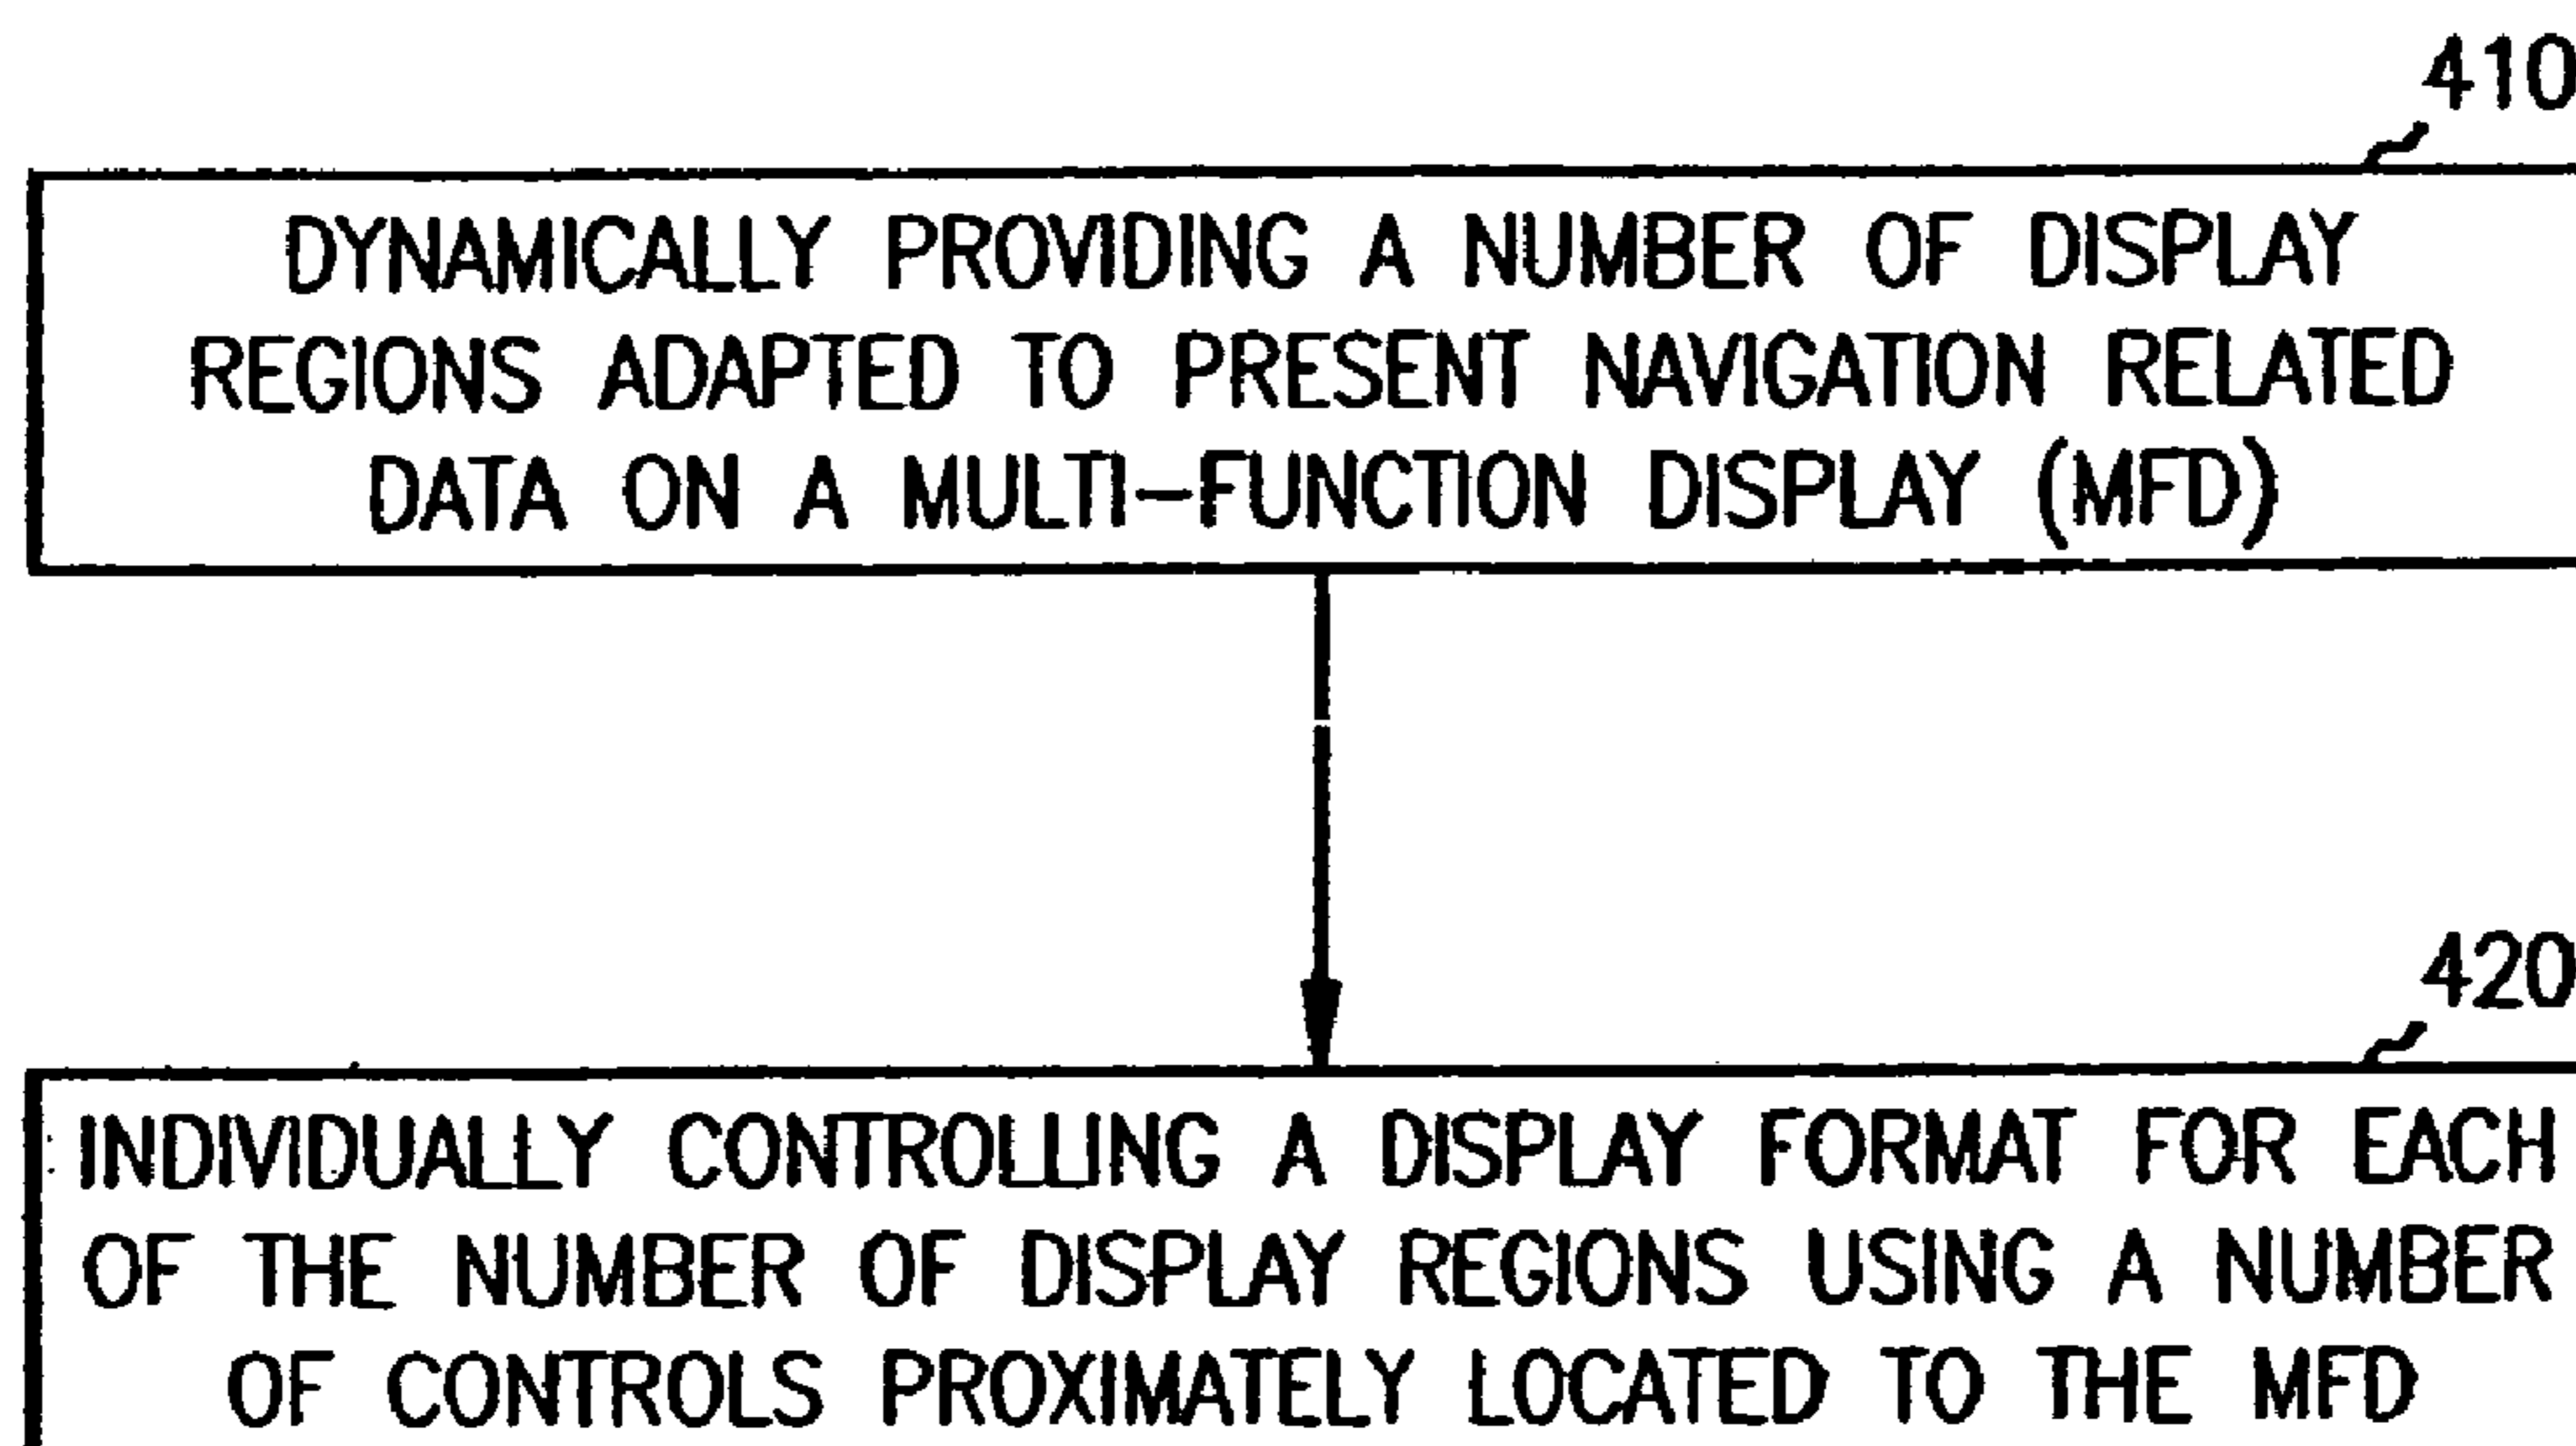 410
DYNAMICALLY PROVIDING A NUMBER OF DISPLAY
REGIONS ADAPTED TO PRESENT NAVIGATION RELATED
DATA ON A MULTI-FUNCTION DISPLAY (MFD)
420
INDIVIDUALLY CONTROLLING A DISPLAY FORMAT FOR EACH
OF THE NUMBER OF DISPLAY REGIONS USING A NUMBER
OF CONTROLS PROXIMATELY LOCATED TO THE MFD